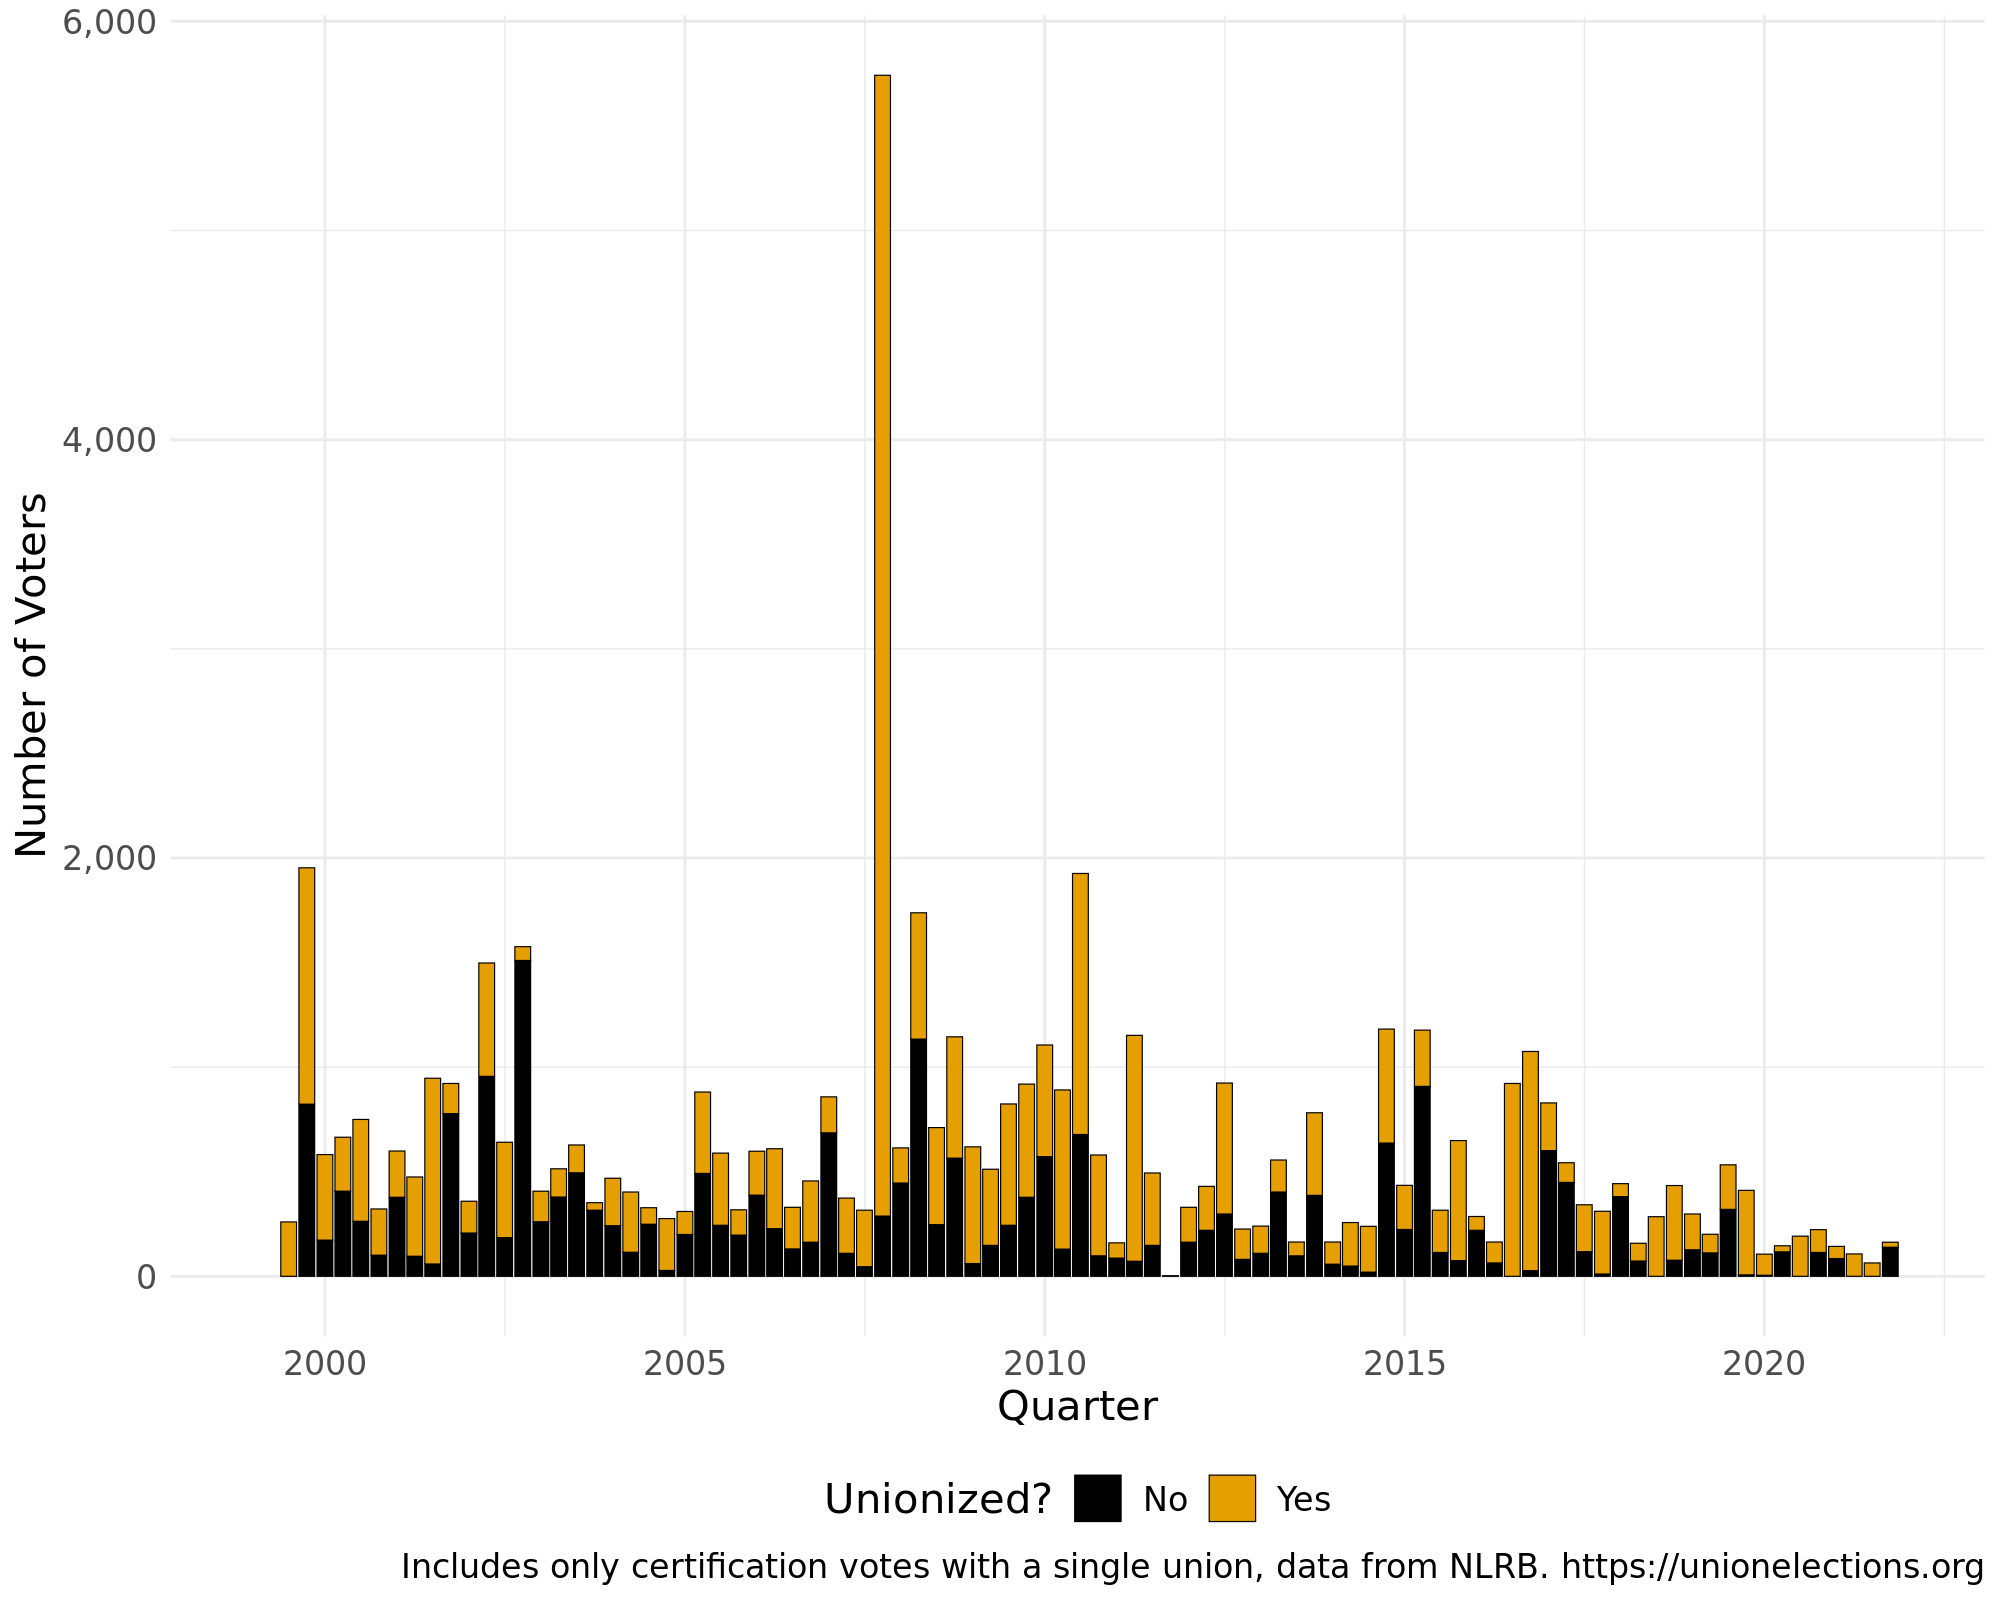 6,000
4,000
2,000
0
Number of Voters
2000 2005 2010 2015 2020
Quarter
Unionized? No Yes
Includes only certification votes with a single union, data from NLRB. https://unionelections.org